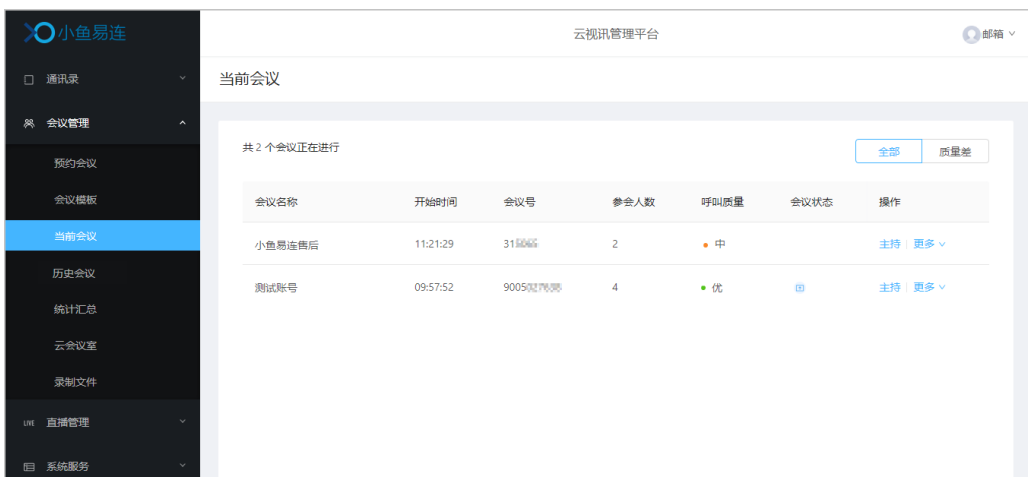 小鱼易连
云视讯管理平台
邮箱
通讯录
当前会议
会议管理
预约会议
会议模板
当前会议
历史会议
统计汇总
云会议室
录制文件
LIVE 直播管理
系统服务
共 2 个会议正在进行
全部 质量差
会议名称 开始时间 会议号 参会人数 呼叫质量 会议状态 操作
小鱼易连售后 11:21:29 2 中 主持 更多
测试账号 09:57:52 4 优 主持 更多